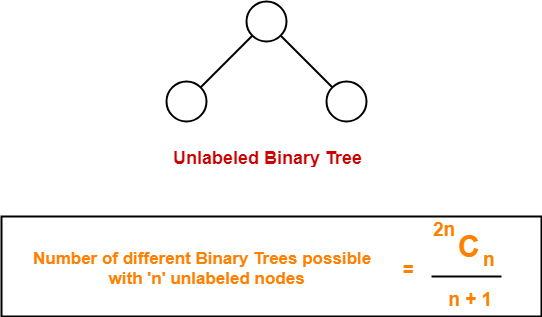 Unlabeled Binary Tree
Number of different Binary Trees possible
with 'n' unlabeled nodes
=
2n C n
n + 1